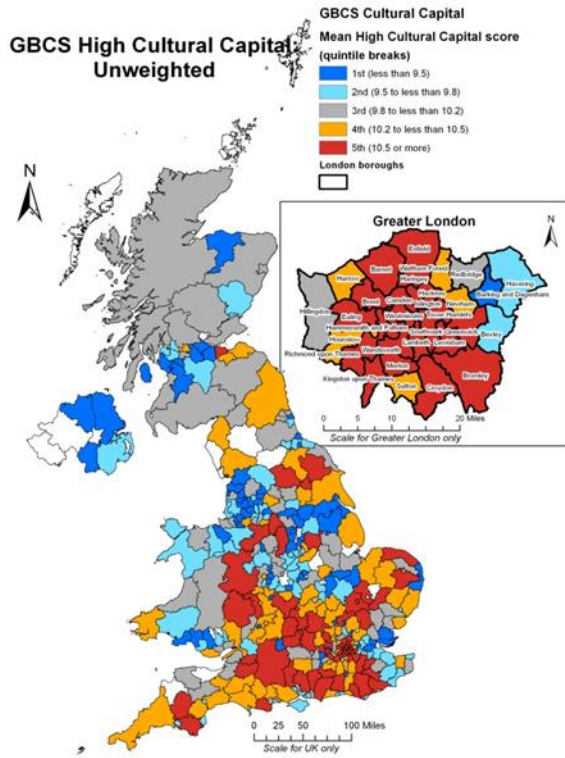 GBCS High Cultural Capital:
Unweighted
GBCS Cultural Capital
Mean High Cultural Capital score
(quintile breaks)
1st (less than 9.5)
2nd (9.5 to less than 9.8)
3rd (9.8 to less than 10.2)
4th (10.2 to less than 10.5)
5th (10.5 or more)
London boroughs
N
Greater London
N
Enfield
Harrow
Barnet
Waltham Forest
Haringey
Redbridge
Havering
Hackney
Barking and Dagenham
Brent
Camden
Islington
Newham
Hillingdon
Ealing
Westminster
Tower Hamlets
Hammersmith and Fulham
Southwark
Greenwich
Bexley
Hounslow
Lambeth
Lewisham
Richmond upon Thames
Wandsworth
Merton
Kingston upon Thames
Sutton
Croydon
Bromley
0 20 Miles
Scale for Greater London only
0 25 50 100 Miles
Scale for UK only